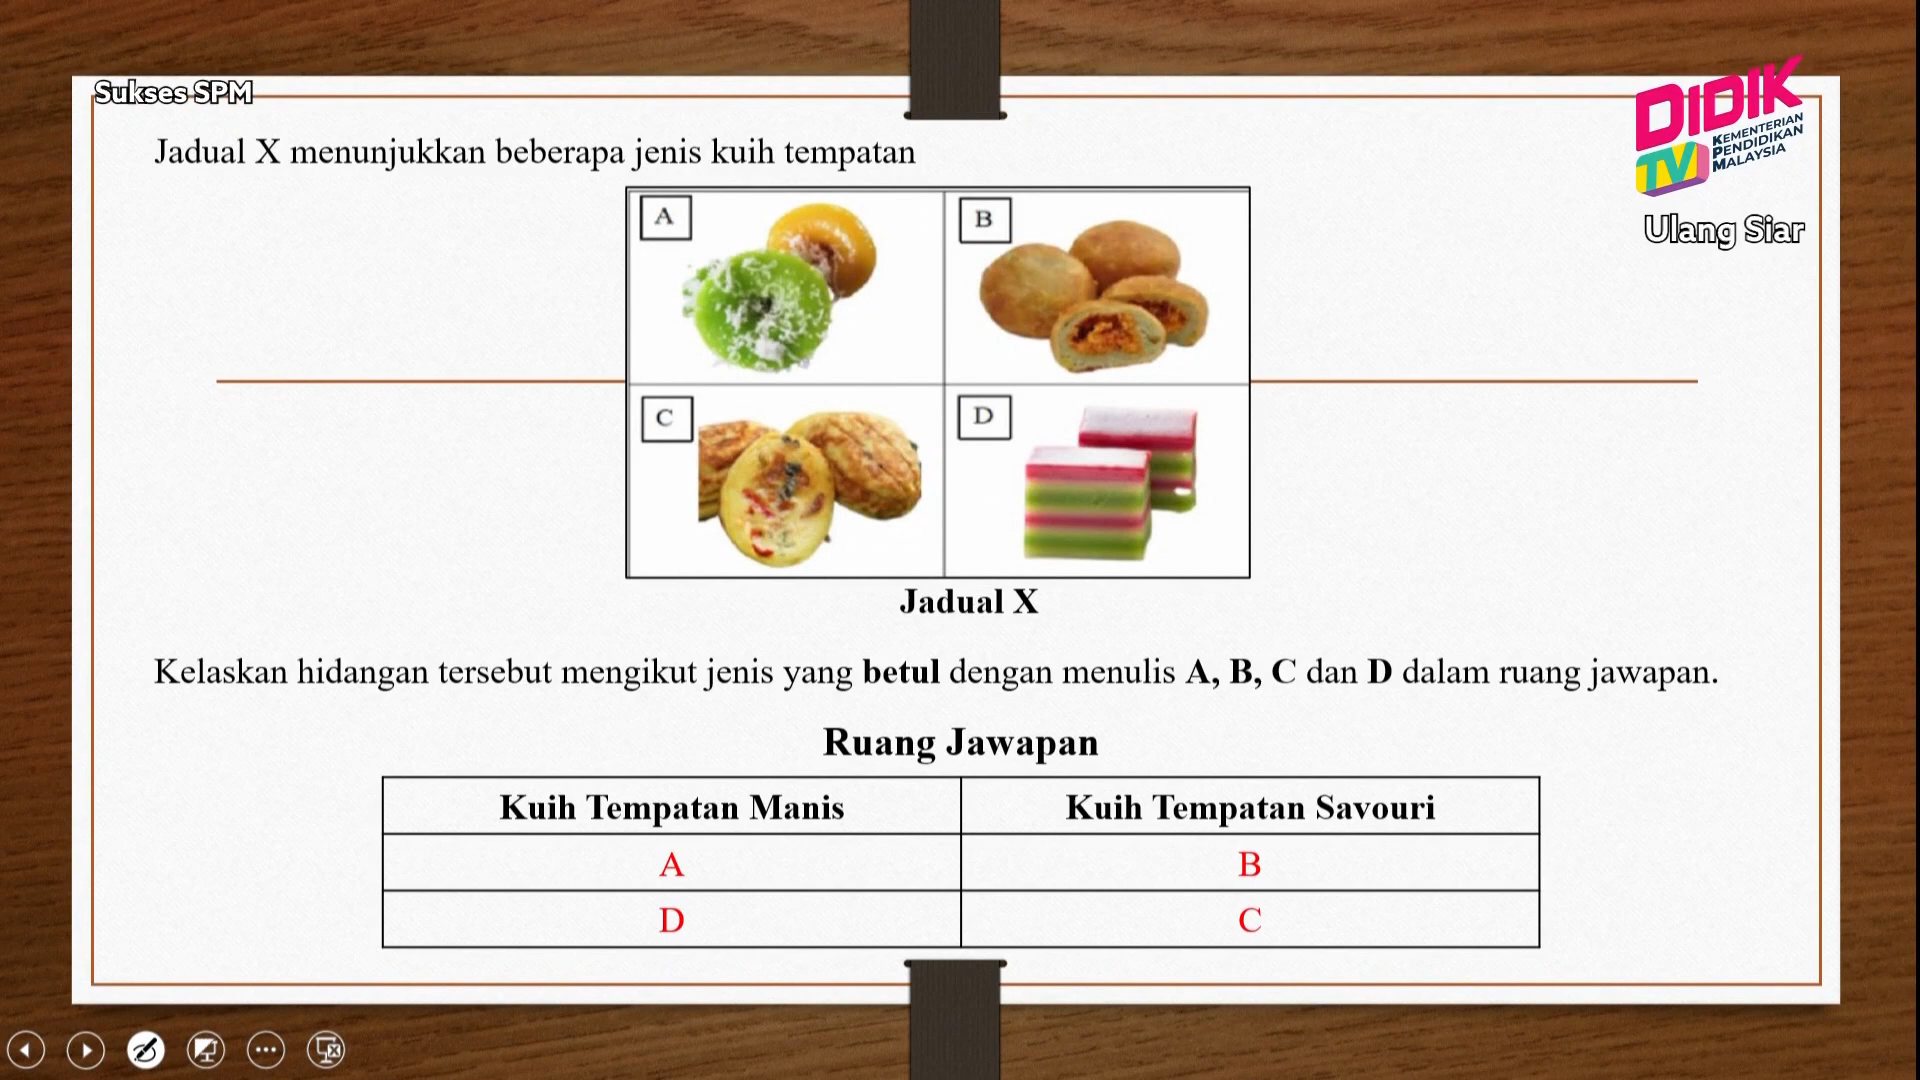 Sukses SPM
DIDIK
TV
KEMENTERIAN
PENDIDIKAN
MALAYSIA
Ulang Siar
Jadual X menunjukkan beberapa jenis kuih tempatan
A
B
C
D
Jadual X
Kelaskan hidangan tersebut mengikut jenis yang betul dengan menulis A, B, C dan D dalam ruang jawapan.
Ruang Jawapan
Kuih Tempatan Manis
Kuih Tempatan Savouri
A
B
D
C